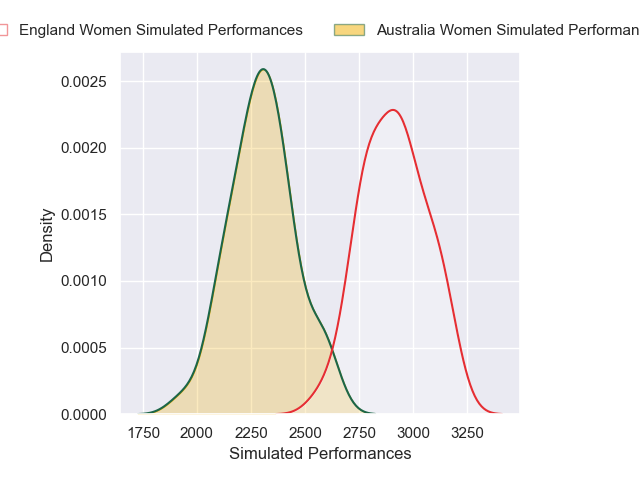 England Women Simulated Performances
Australia Women Simulated Performan
0.0025
0.0020
0.0015
0.0010
0.0005
0.0000
Density
1750 2000 2250 2500 2750 3000 3250
Simulated Performances